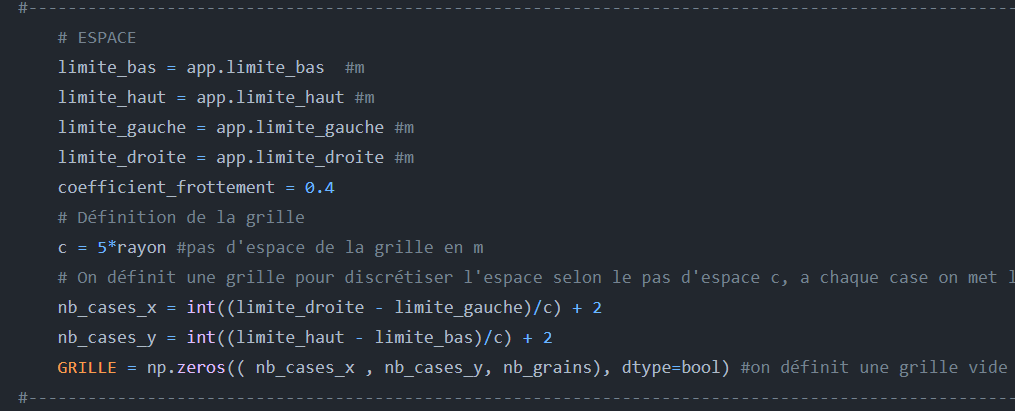 #----------------------------------------------------------------------------------------------------
# ESPACE
limite_bas = app.limite_bas  #m
limite_haut = app.limite_haut #m
limite_gauche = app.limite_gauche #m
limite_droite = app.limite_droite #m
coefficient_frottement = 0.4
# Définition de la grille
c = 5*rayon #pas d'espace de la grille en m
# On définit une grille pour discrétiser l'espace selon le pas d'espace c, a chaque case on met
nb_cases_x = int((limite_droite - limite_gauche)/c) + 2
nb_cases_y = int((limite_haut - limite_bas)/c) + 2
GRILLE = np.zeros(( nb_cases_x , nb_cases_y, nb_grains), dtype=bool) #on définit une grille vide
#----------------------------------------------------------------------------------------------------